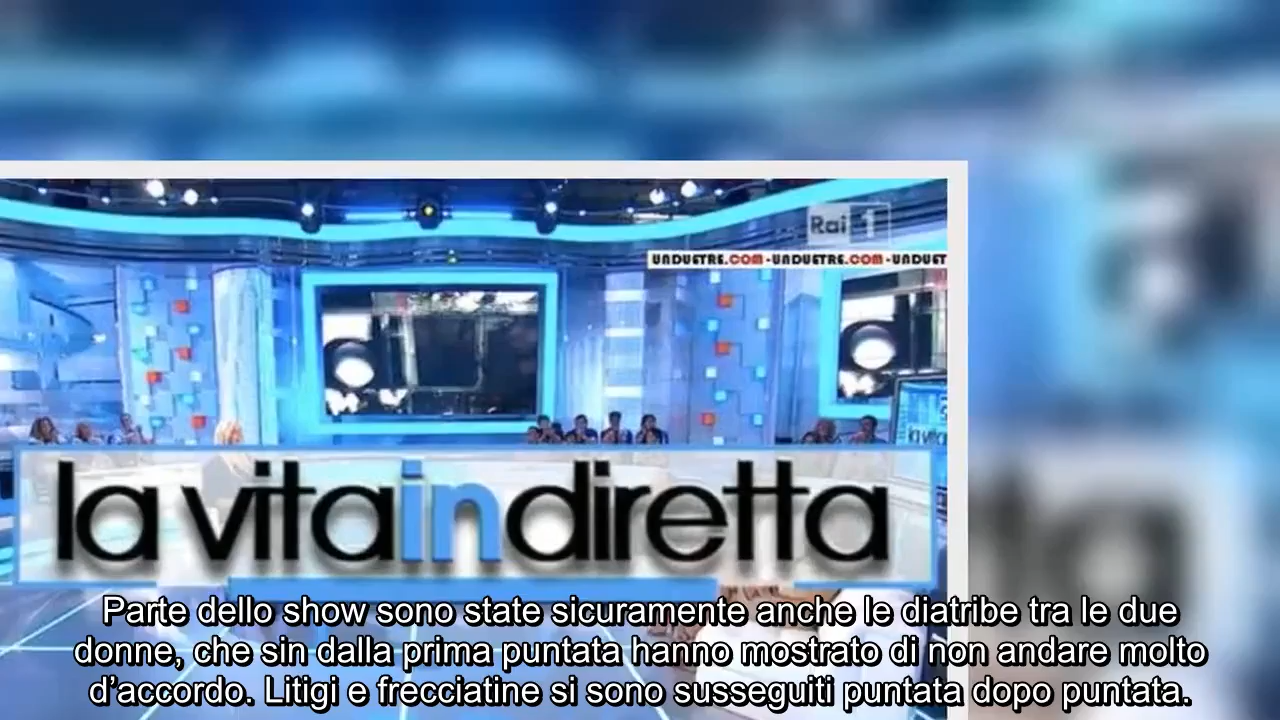 Rai 1
UNDUETRE.COM-UNDUETRE.COM-UNDUET
la vita in diretta
Parte dello show sono state sicuramente anche le diatribe tra le due
donne, che sin dalla prima puntata hanno mostrato di non andare molto
d’accordo. Litigi e frecciatine si sono susseguiti puntata dopo puntata.